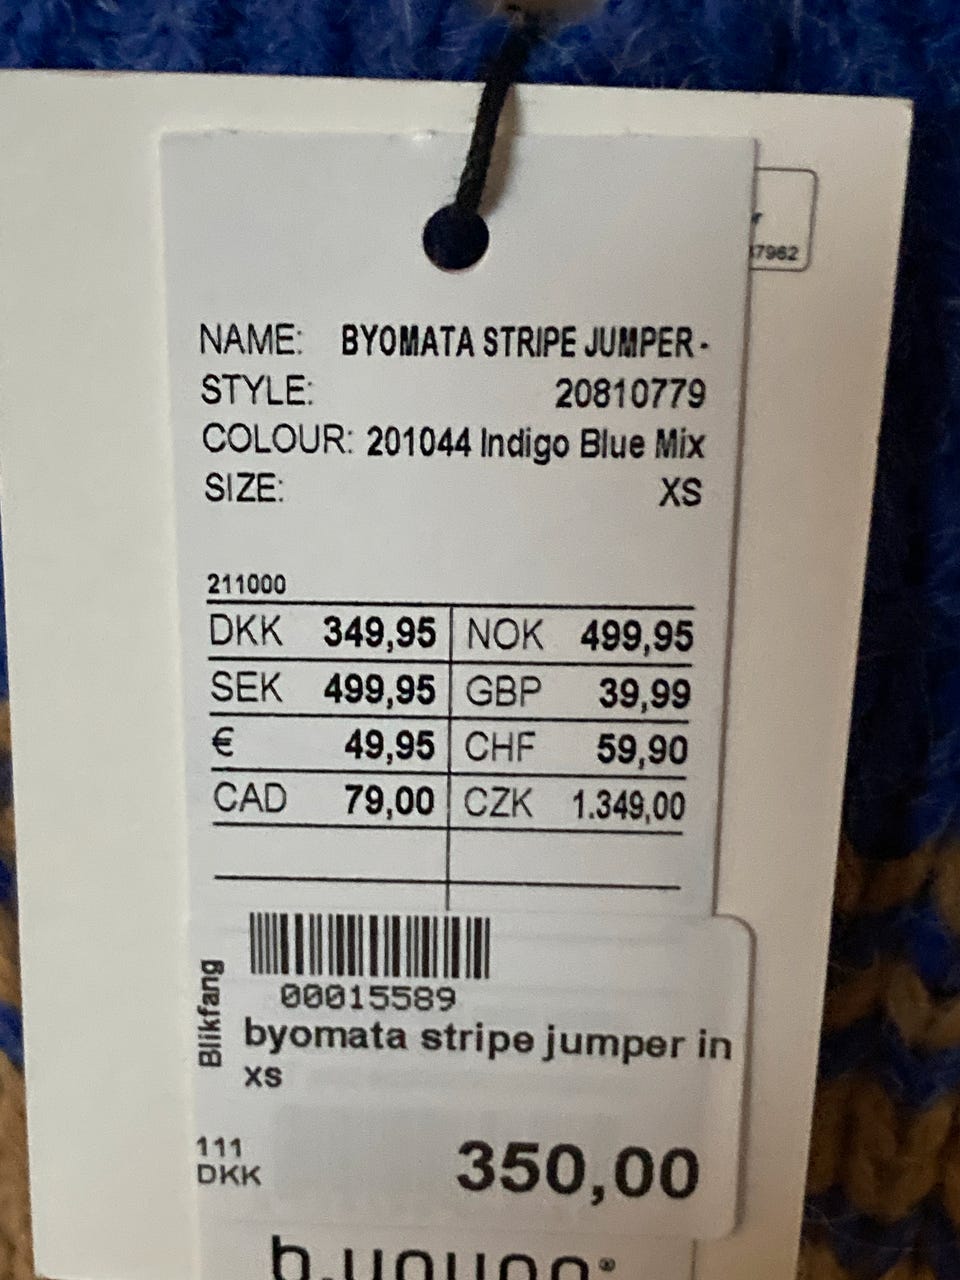 7962
NAME: BYOMATA STRIPE JUMPER -
STYLE: 20810779
COLOUR: 201044 Indigo Blue Mix
SIZE: XS
211000
DKK 349,95 NOK 499,95
SEK 499,95 GBP 39,99
€ 49,95 CHF 59,90
CAD 79,00 CZK 1.349,00
Blikfang
00015589
byomata stripe jumper in
xs
111
DKK 350,00
b.young®